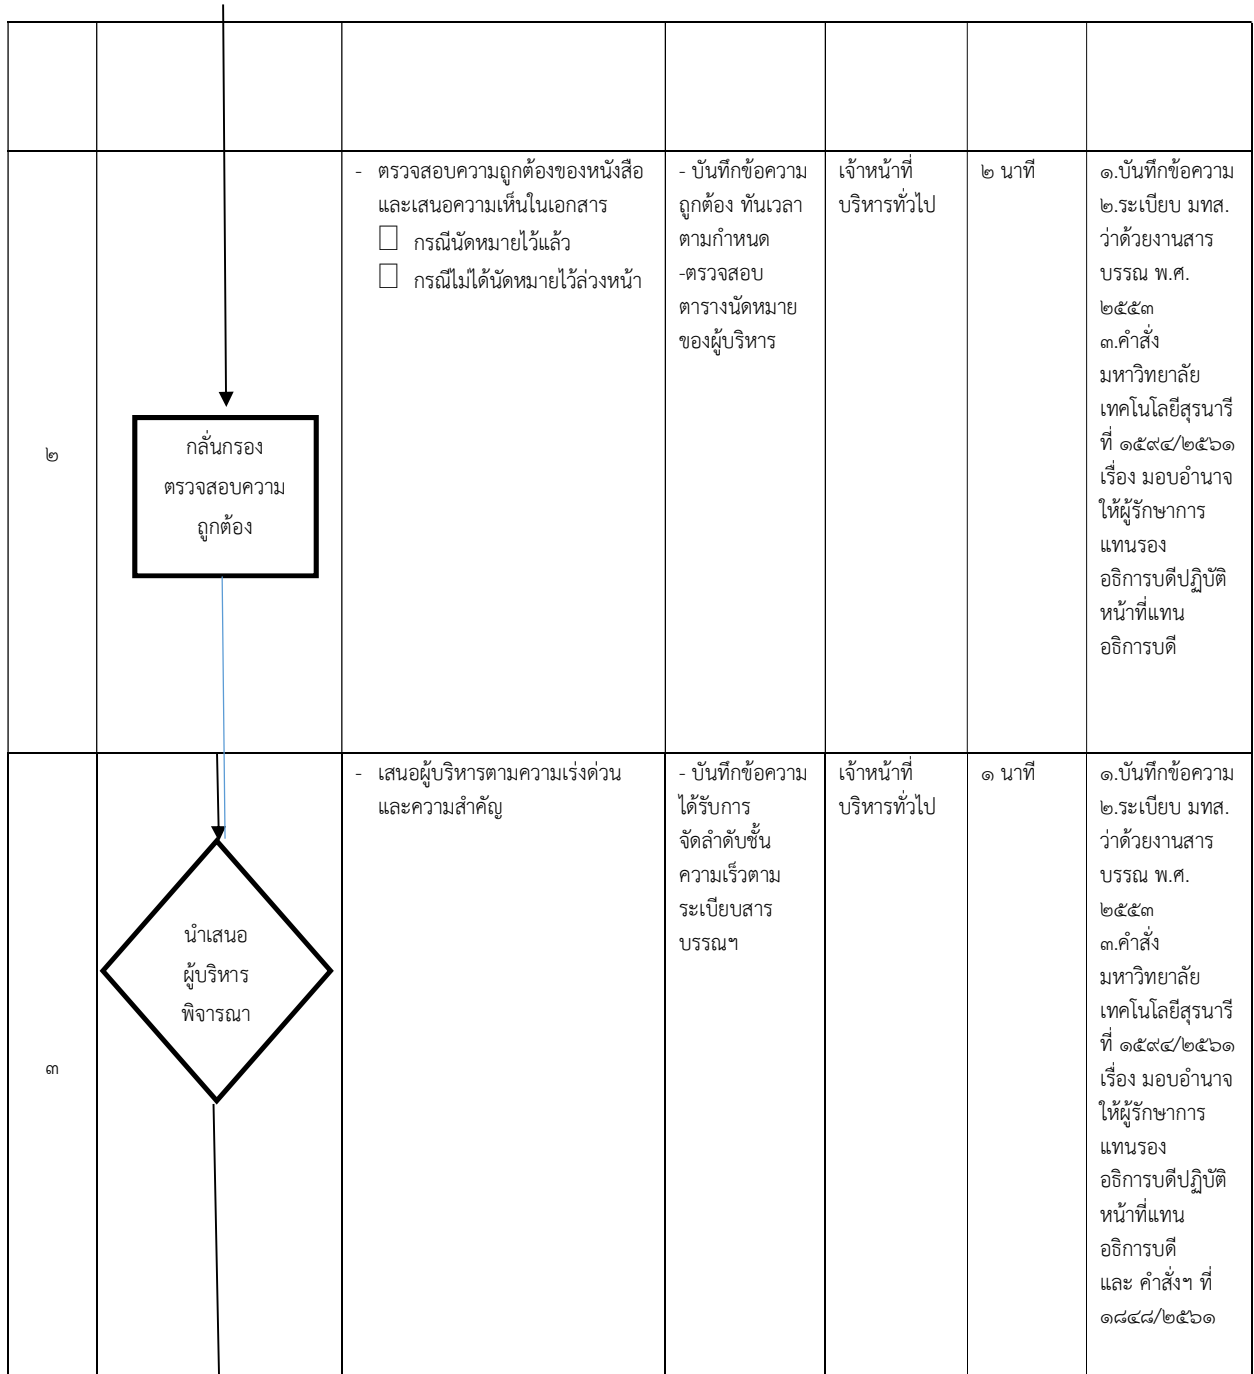 ๒
กลั่นกรอง
ตรวจสอบความ
ถูกต้อง
- ตรวจสอบความถูกต้องของหนังสือ
และเสนอความเห็นในเอกสาร
กรณีนัดหมายไว้แล้ว
กรณีไม่ได้นัดหมายไว้ล่วงหน้า
- บันทึกข้อความ
ถูกต้อง ทันเวลา
ตามกำหนด
-ตรวจสอบ
ตารางนัดหมาย
ของผู้บริหาร
เจ้าหน้าที่
บริหารทั่วไป
๒ นาที
๑.บันทึกข้อความ
๒.ระเบียบ มทส.
ว่าด้วยงานสาร
บรรณ พ.ศ.
๒๕๕๓
๓.คำสั่ง
มหาวิทยาลัย
เทคโนโลยีสุรนารี
ที่ ๑๕๙๔/๒๕๖๑
เรื่อง มอบอำนาจ
ให้ผู้รักษาการ
แทนรอง
อธิการบดีปฏิบัติ
หน้าที่แทน
อธิการบดี
๓
นำเสนอ
ผู้บริหาร
พิจารณา
- เสนอผู้บริหารตามความเร่งด่วน
และความสำคัญ
- บันทึกข้อความ
ได้รับการ
จัดลำดับชั้น
ความเร็วตาม
ระเบียบสาร
บรรณฯ
เจ้าหน้าที่
บริหารทั่วไป
๑ นาที
๑.บันทึกข้อความ
๒.ระเบียบ มทส.
ว่าด้วยงานสาร
บรรณ พ.ศ.
๒๕๕๓
๓.คำสั่ง
มหาวิทยาลัย
เทคโนโลยีสุรนารี
ที่ ๑๕๙๔/๒๕๖๑
เรื่อง มอบอำนาจ
ให้ผู้รักษาการ
แทนรอง
อธิการบดีปฏิบัติ
หน้าที่แทน
อธิการบดี
และ คำสั่งฯ ที่
๑๘๔๘/๒๕๖๑